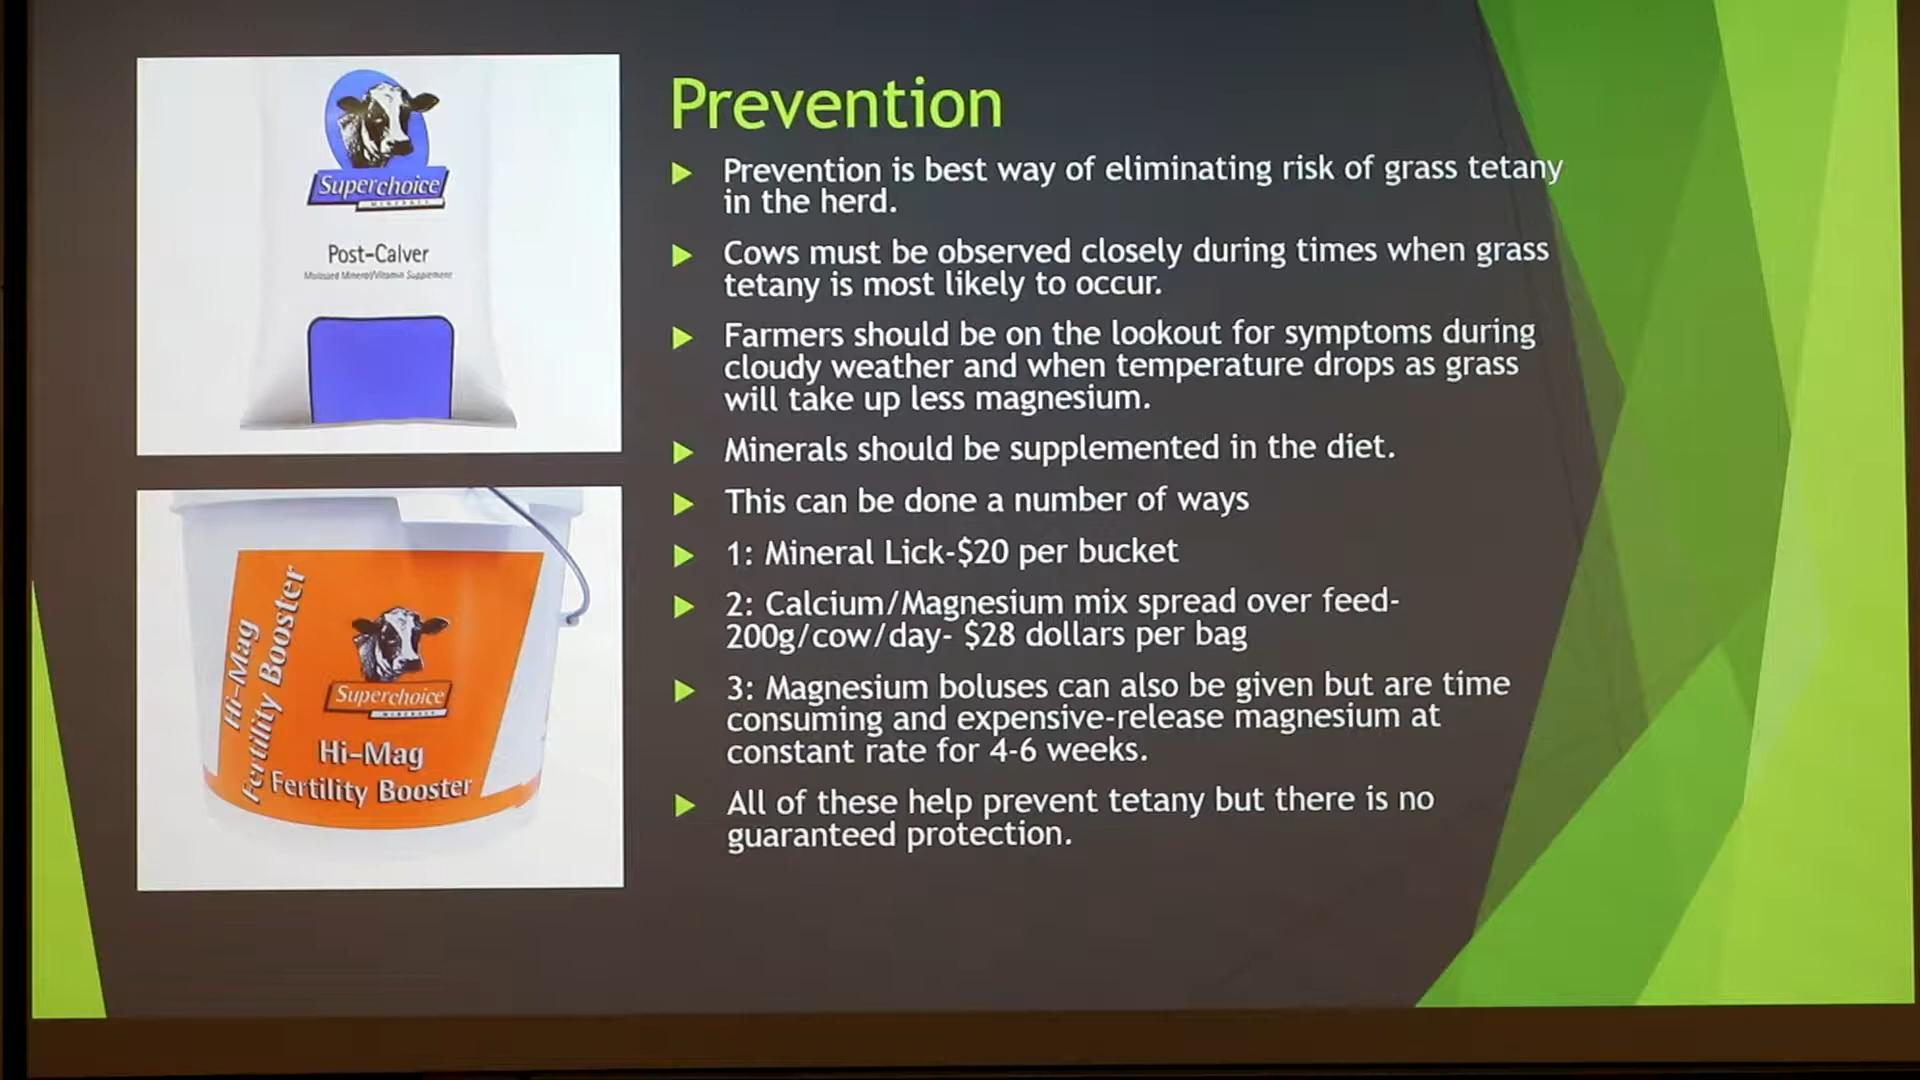 Superchoice
MINERALS
Post-Calver
Molassed Mineral/Vitamin Supplement
Hi-Mag
Fertility Booster
Superchoice
MINERALS
Hi-Mag
Fertility Booster
Prevention
Prevention is best way of eliminating risk of grass tetany
in the herd.
Cows must be observed closely during times when grass
tetany is most likely to occur.
Farmers should be on the lookout for symptoms during
cloudy weather and when temperature drops as grass
will take up less magnesium.
Minerals should be supplemented in the diet.
This can be done a number of ways
1: Mineral Lick-$20 per bucket
2: Calcium/Magnesium mix spread over feed-
200g/cow/day- $28 dollars per bag
3: Magnesium boluses can also be given but are time
consuming and expensive-release magnesium at
constant rate for 4-6 weeks.
All of these help prevent tetany but there is no
guaranteed protection.